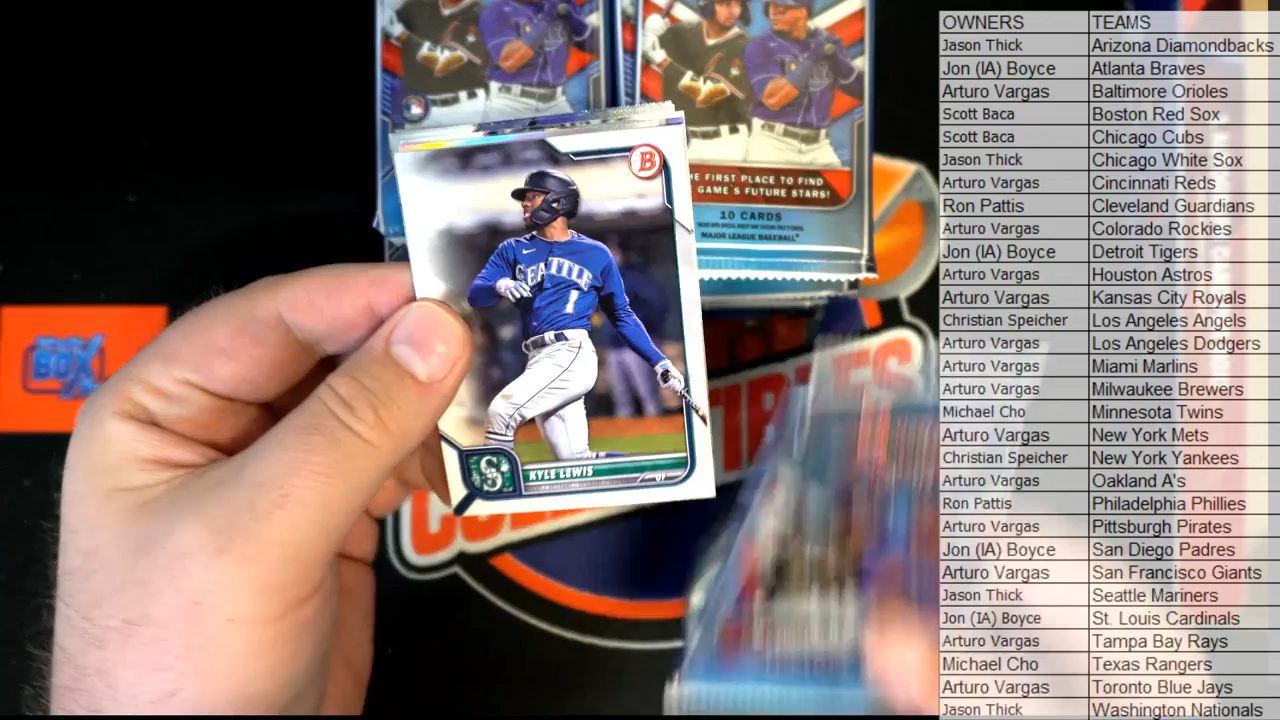 OWNERS TEAMS
Jason Thick Arizona Diamondbacks
Jon (IA) Boyce Atlanta Braves
Arturo Vargas Baltimore Orioles
Scott Baca Boston Red Sox
Scott Baca Chicago Cubs
Jason Thick Chicago White Sox
Arturo Vargas Cincinnati Reds
Ron Pattis Cleveland Guardians
Arturo Vargas Colorado Rockies
Jon (IA) Boyce Detroit Tigers
Arturo Vargas Houston Astros
Arturo Vargas Kansas City Royals
Christian Speicher Los Angeles Angels
Arturo Vargas Los Angeles Dodgers
Arturo Vargas Miami Marlins
Arturo Vargas Milwaukee Brewers
Michael Cho Minnesota Twins
Arturo Vargas New York Mets
Christian Speicher New York Yankees
Arturo Vargas Oakland A's
Ron Pattis Philadelphia Phillies
Arturo Vargas Pittsburgh Pirates
Jon (IA) Boyce San Diego Padres
Arturo Vargas San Francisco Giants
Jason Thick Seattle Mariners
Jon (IA) Boyce St. Louis Cardinals
Arturo Vargas Tampa Bay Rays
Michael Cho Texas Rangers
Arturo Vargas Toronto Blue Jays
Jason Thick Washington Nationals
B
SEATTLE
1
S
KYLE LEWIS
HE FIRST PLACE TO FIND
GAME'S FUTURE STARS!
10 CARDS
MAJOR LEAGUE BASEBALL
BOX